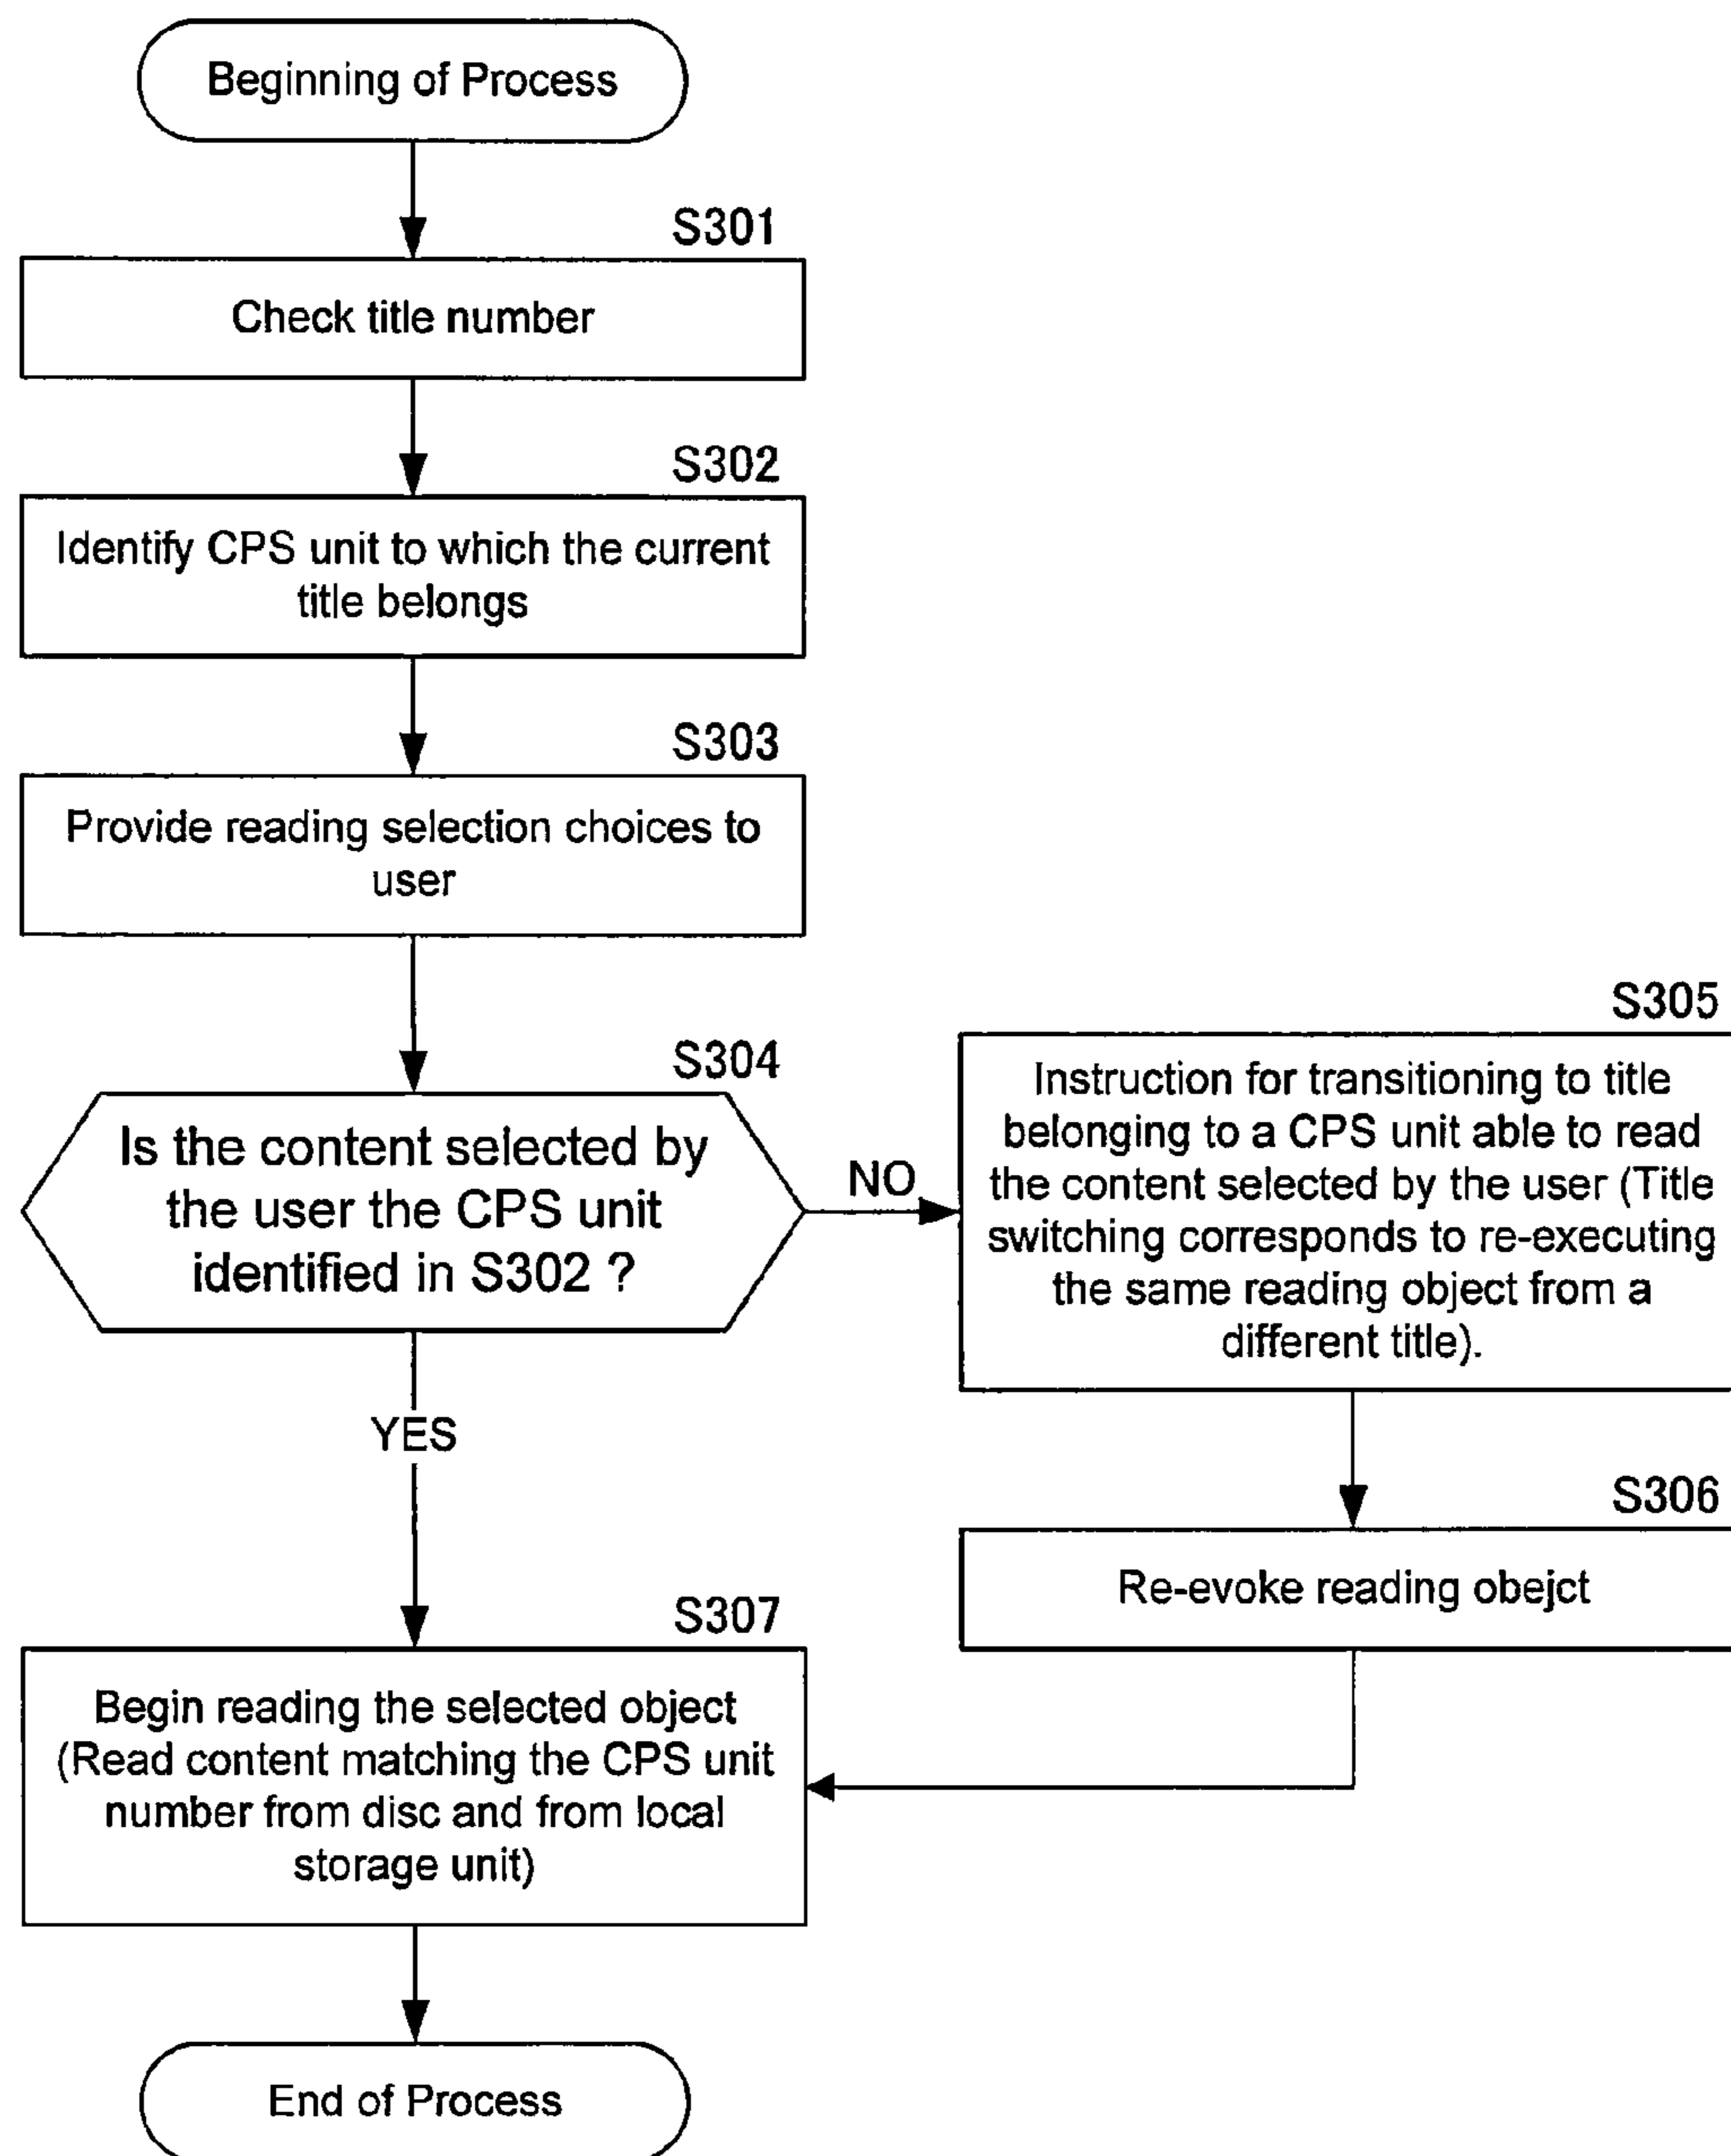 Beginning of Process
S301
Check title number
S302
Identify CPS unit to which the current
title belongs
S303
Provide reading selection choices to
user
S304
Is the content selected by
the user the CPS unit
identified in S302 ?
NO
S305
Instruction for transitioning to title
belonging to a CPS unit able to read
the content selected by the user (Title
switching corresponds to re-executing
the same reading object from a
different title).
YES
S306
Re-evoke reading obejct
S307
Begin reading the selected object
(Read content matching the CPS unit
number from disc and from local
storage unit)
End of Process